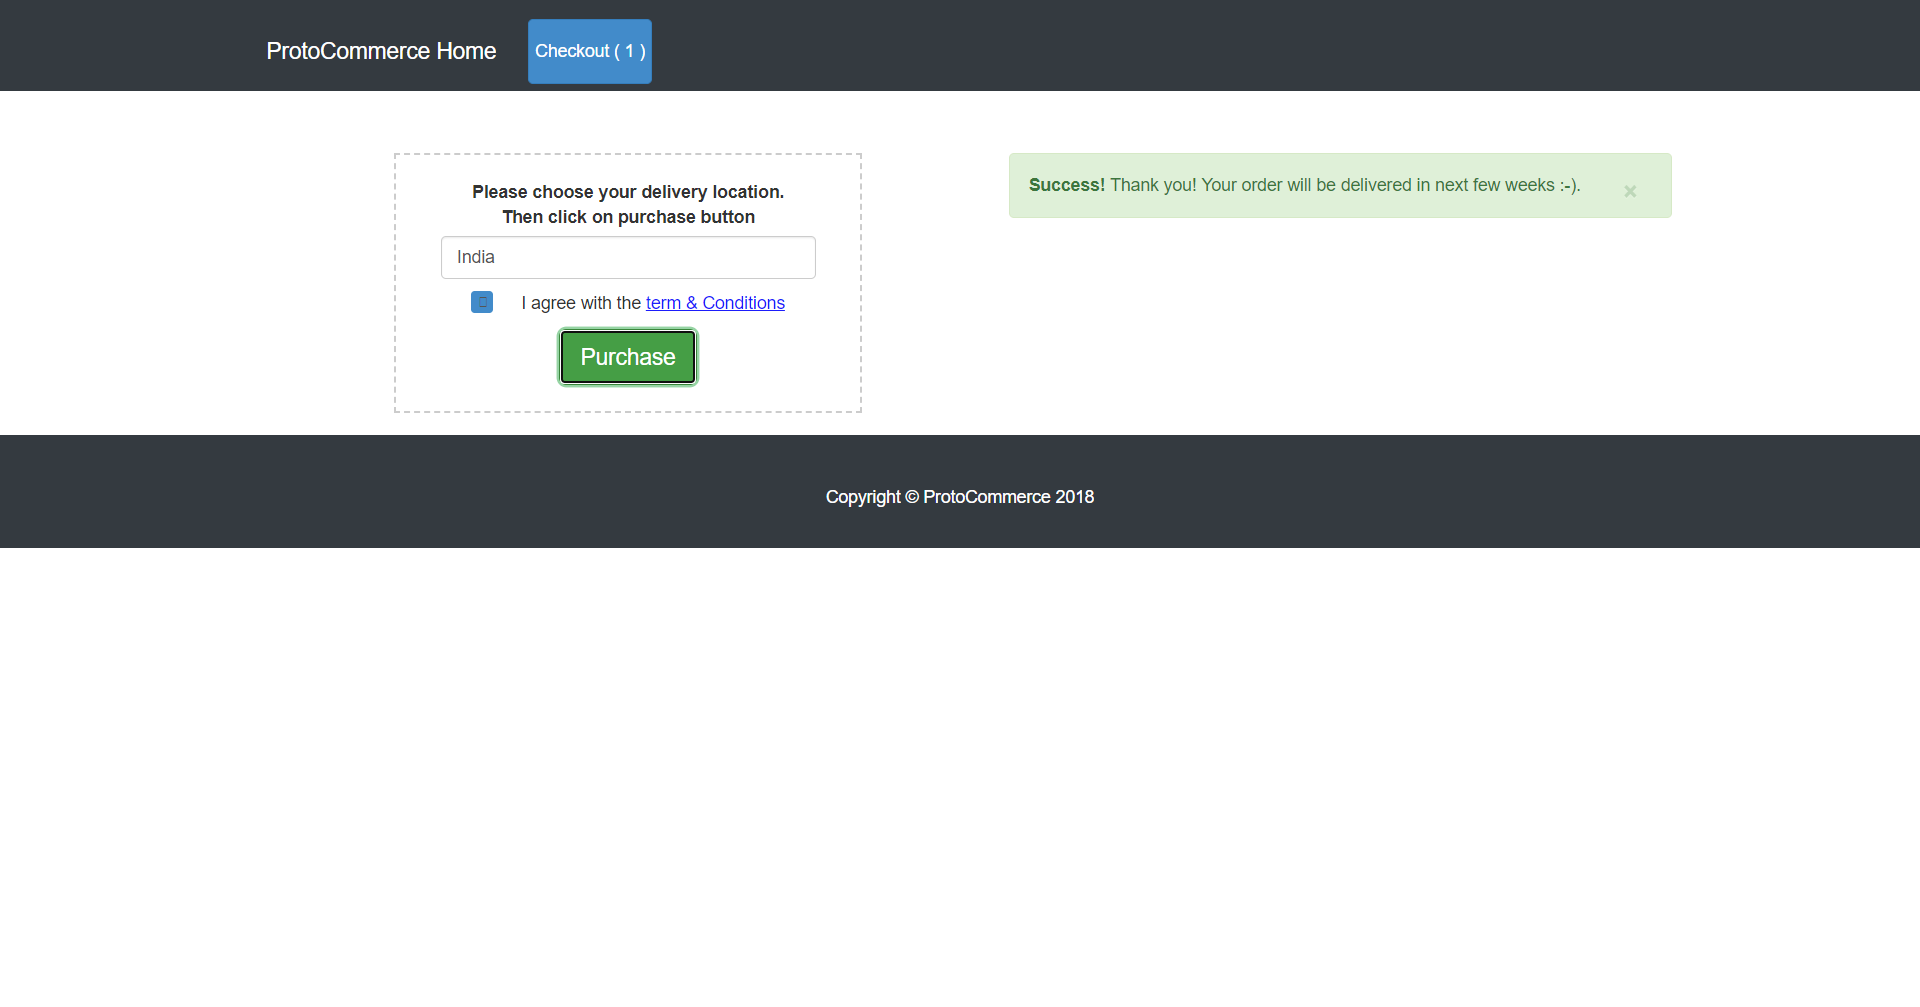 ProtoCommerce Home
Checkout ( 1 )
Please choose your delivery location.
Then click on purchase button
India
I agree with the term & Conditions
Purchase
Success! Thank you! Your order will be delivered in next few weeks :-).
×
Copyright © ProtoCommerce 2018